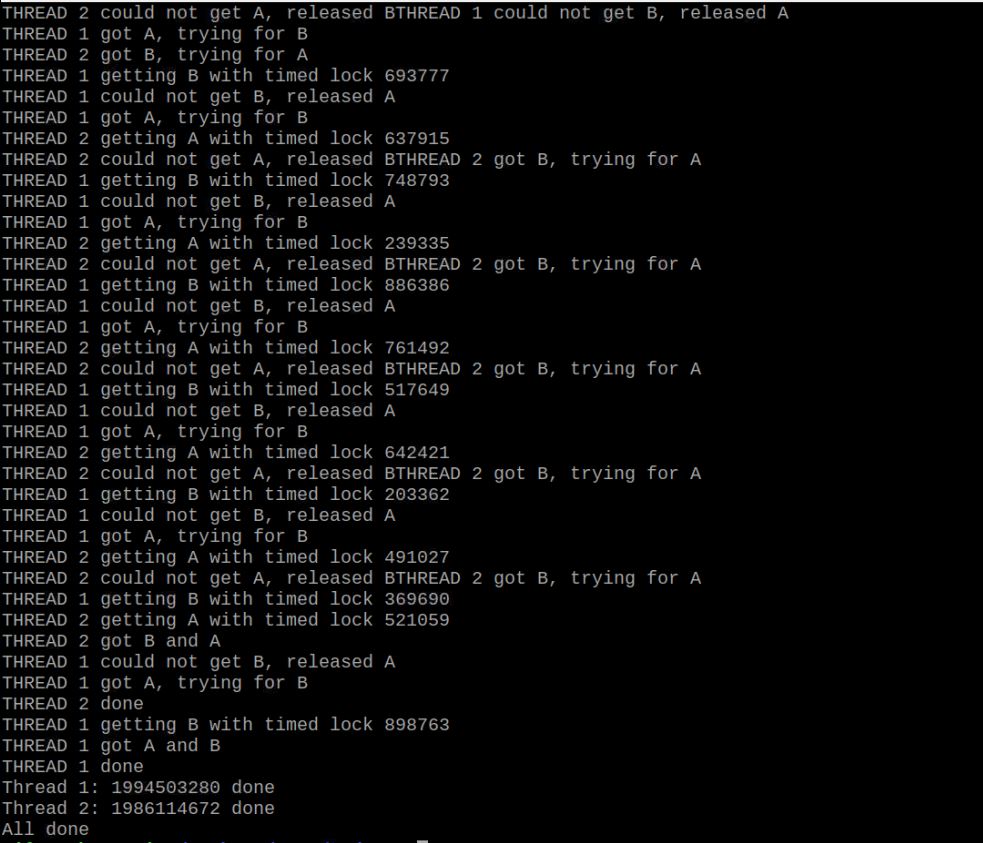 THREAD 2 could not get A, released BTHREAD 1 could not get B, released A
THREAD 1 got A, trying for B
THREAD 2 got B, trying for A
THREAD 1 getting B with timed lock 693777
THREAD 1 could not get B, released A
THREAD 1 got A, trying for B
THREAD 2 getting A with timed lock 637915
THREAD 2 could not get A, released BTHREAD 2 got B, trying for A
THREAD 1 getting B with timed lock 748793
THREAD 1 could not get B, released A
THREAD 1 got A, trying for B
THREAD 2 getting A with timed lock 239335
THREAD 2 could not get A, released BTHREAD 2 got B, trying for A
THREAD 1 getting B with timed lock 886386
THREAD 1 could not get B, released A
THREAD 1 got A, trying for B
THREAD 2 getting A with timed lock 761492
THREAD 2 could not get A, released BTHREAD 2 got B, trying for A
THREAD 1 getting B with timed lock 517649
THREAD 1 could not get B, released A
THREAD 1 got A, trying for B
THREAD 2 getting A with timed lock 642421
THREAD 2 could not get A, released BTHREAD 2 got B, trying for A
THREAD 1 getting B with timed lock 203362
THREAD 1 could not get B, released A
THREAD 1 got A, trying for B
THREAD 2 getting A with timed lock 491027
THREAD 2 could not get A, released BTHREAD 2 got B, trying for A
THREAD 1 getting B with timed lock 369690
THREAD 2 getting A with timed lock 521059
THREAD 2 got B and A
THREAD 1 could not get B, released A
THREAD 1 got A, trying for B
THREAD 2 done
THREAD 1 getting B with timed lock 898763
THREAD 1 got A and B
THREAD 1 done
Thread 1: 1994503280 done
Thread 2: 1986114672 done
All done